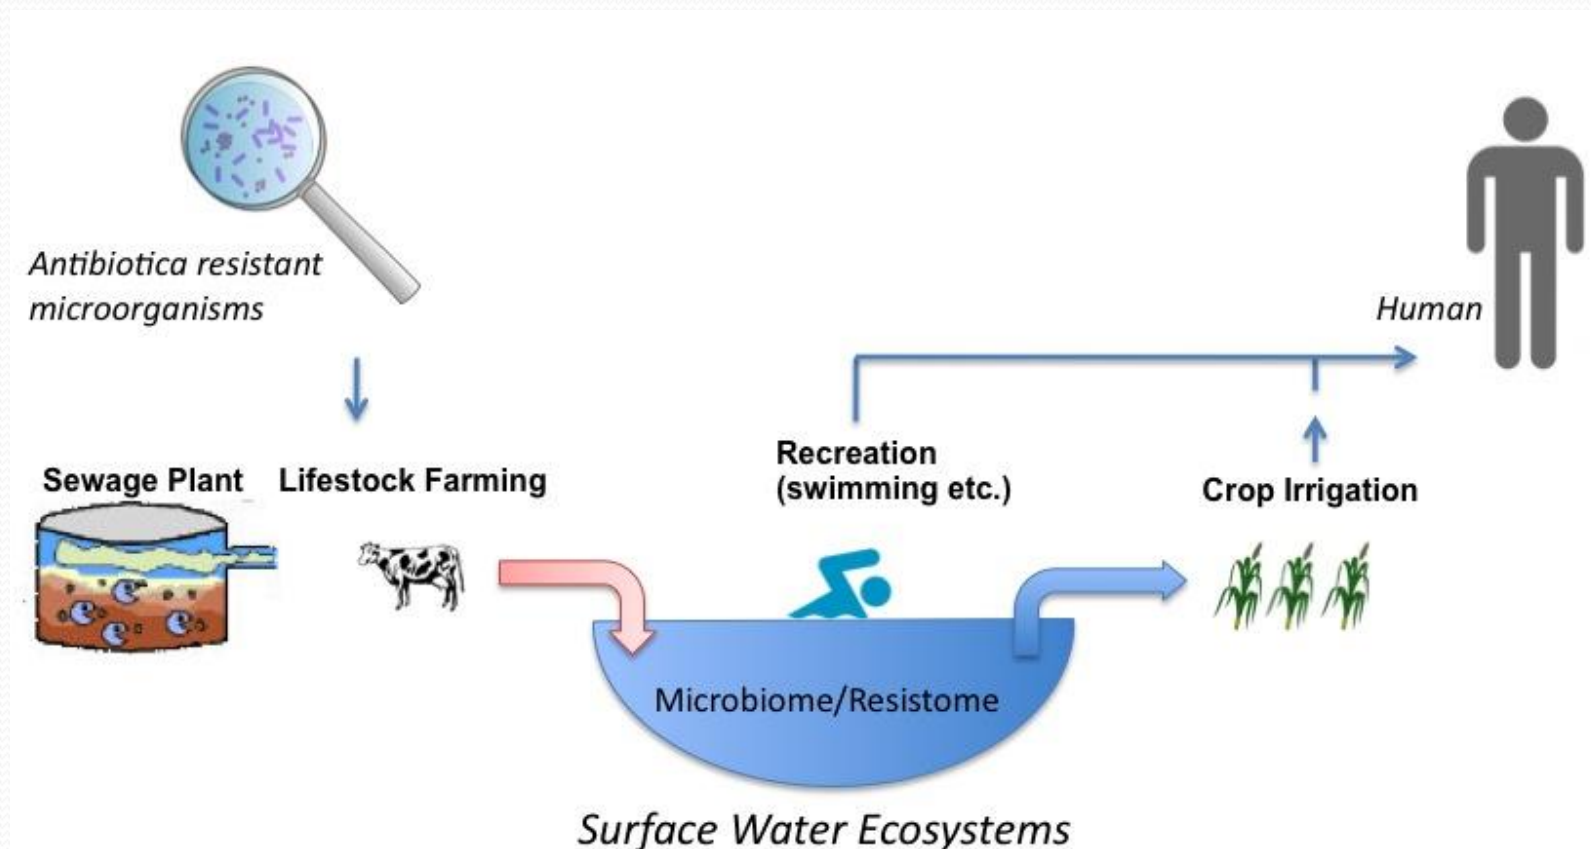 Antibiotica resistant
microorganisms
Human
Sewage Plant
Lifestock Farming
Recreation
(swimming etc.)
Crop Irrigation
Microbiome/Resistome
Surface Water Ecosystems